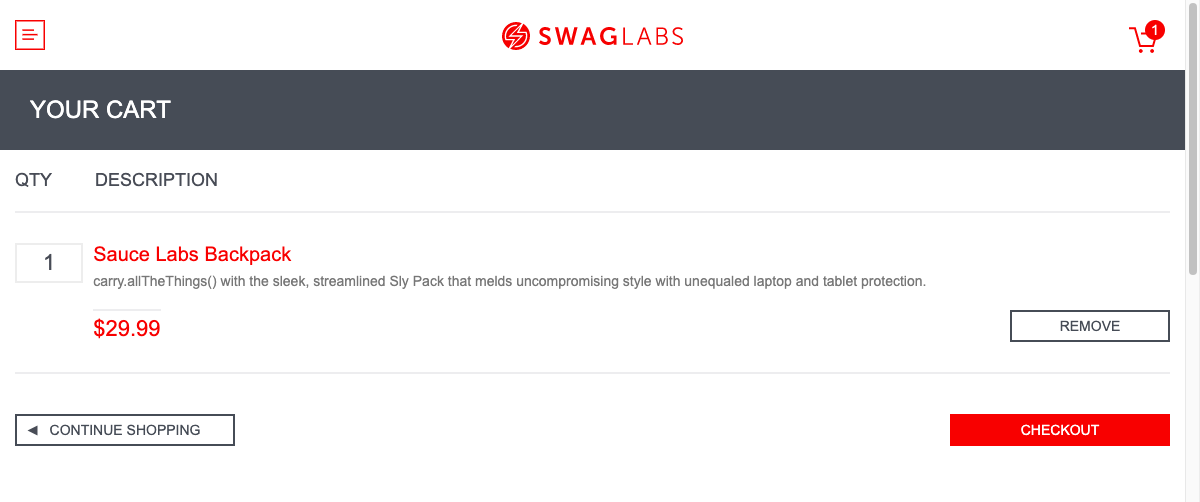 SWAGLABS
1
YOUR CART
QTY DESCRIPTION
1
Sauce Labs Backpack
carry.allTheThings() with the sleek, streamlined Sly Pack that melds uncompromising style with unequaled laptop and tablet protection.
$29.99
REMOVE
CONTINUE SHOPPING
CHECKOUT